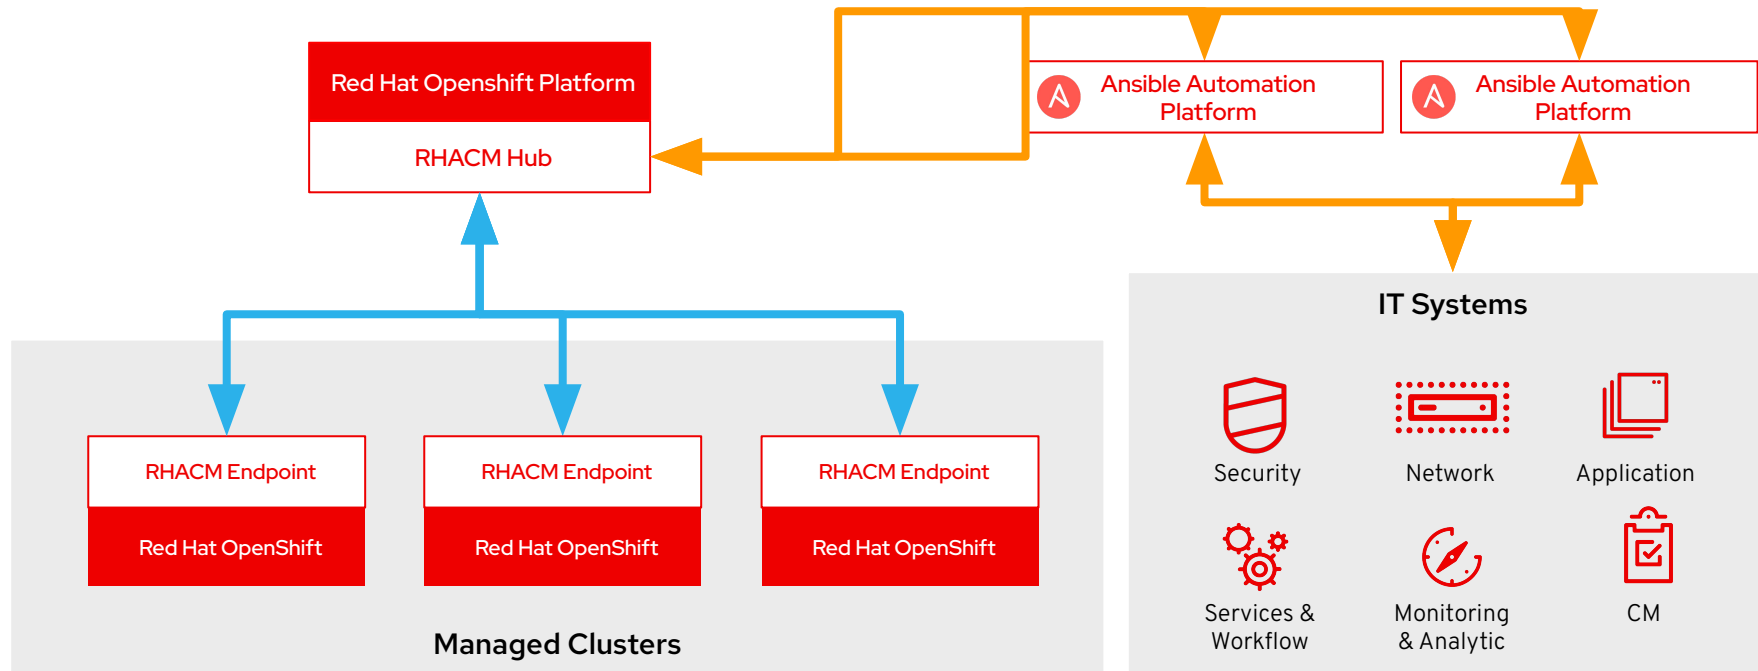 Red Hat Openshift Platform
RHACM Hub
Ansible Automation
Platform
Ansible Automation
Platform
RHACM Endpoint
Red Hat OpenShift
RHACM Endpoint
Red Hat OpenShift
RHACM Endpoint
Red Hat OpenShift
Managed Clusters
IT Systems
Security
Network
Application
Services &
Workflow
Monitoring
& Analytic
CM